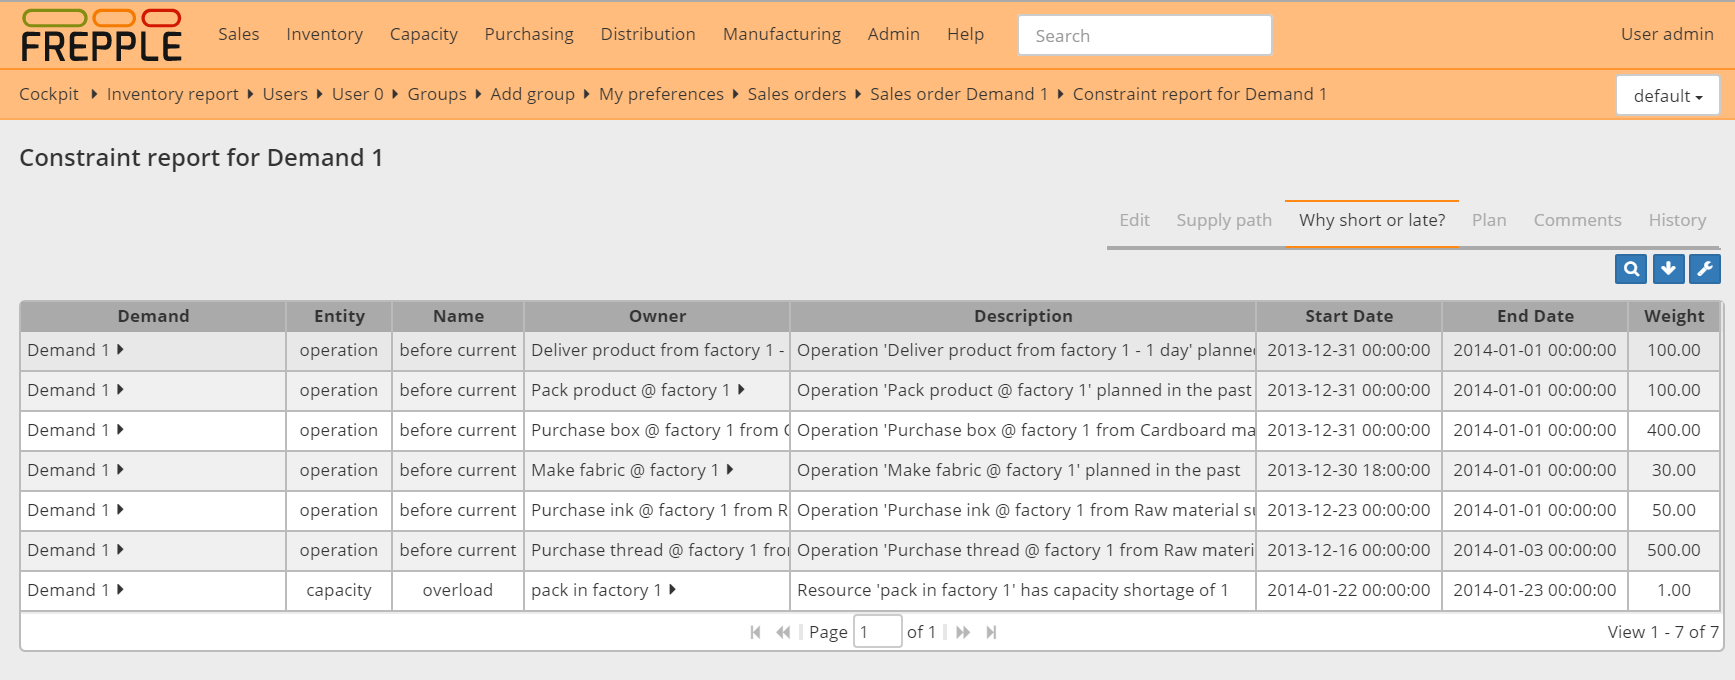 FREPPLE Sales Inventory Capacity Purchasing Distribution Manufacturing Admin Help Search User admin
Cockpit Inventory report Users User 0 Groups Add group My preferences Sales orders Sales order Demand 1 Constraint report for Demand 1 default
Constraint report for Demand 1
Edit Supply path Why short or late? Plan Comments History
Demand Entity Name Owner Description Start Date End Date Weight
Demand 1 operation before current Deliver product from factory 1 - Operation 'Deliver product from factory 1 - 1 day' planned 2013-12-31 00:00:00 2014-01-01 00:00:00 100.00
Demand 1 operation before current Pack product @ factory 1 Operation 'Pack product @ factory 1' planned in the past 2013-12-31 00:00:00 2014-01-01 00:00:00 100.00
Demand 1 operation before current Purchase box @ factory 1 from Operation 'Purchase box @ factory 1 from Cardboard ma 2013-12-31 00:00:00 2014-01-01 00:00:00 400.00
Demand 1 operation before current Make fabric @ factory 1 Operation 'Make fabric @ factory 1' planned in the past 2013-12-30 18:00:00 2014-01-01 00:00:00 30.00
Demand 1 operation before current Purchase ink @ factory 1 from R Operation 'Purchase ink @ factory 1 from Raw material su 2013-12-23 00:00:00 2014-01-01 00:00:00 50.00
Demand 1 operation before current Purchase thread @ factory 1 from Operation 'Purchase thread @ factory 1 from Raw materi 2013-12-16 00:00:00 2014-01-03 00:00:00 500.00
Demand 1 capacity overload pack in factory 1 Resource 'pack in factory 1' has capacity shortage of 1 2014-01-22 00:00:00 2014-01-23 00:00:00 1.00
Page 1 of 1 View 1 - 7 of 7